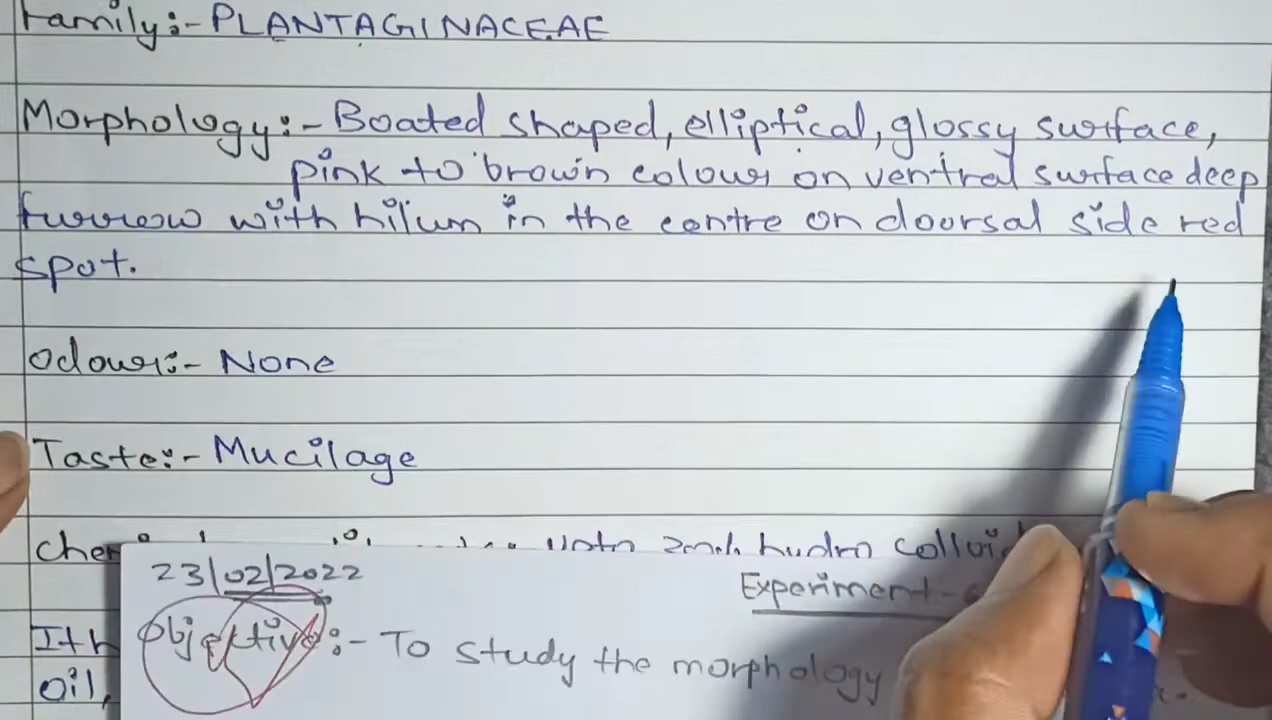 Family:- PLANTAGINACEAE
Morphology:- Boated shaped, elliptical, glossy surface,
pink to brown colour on ventral surface deep
furrow with hilum in the centre on doorsal side red
spot.
Odour:- None
Taste:- Mucilage
upto hydro
23/02/2022
Experiment-
Objective:- To study the morphology
oil,